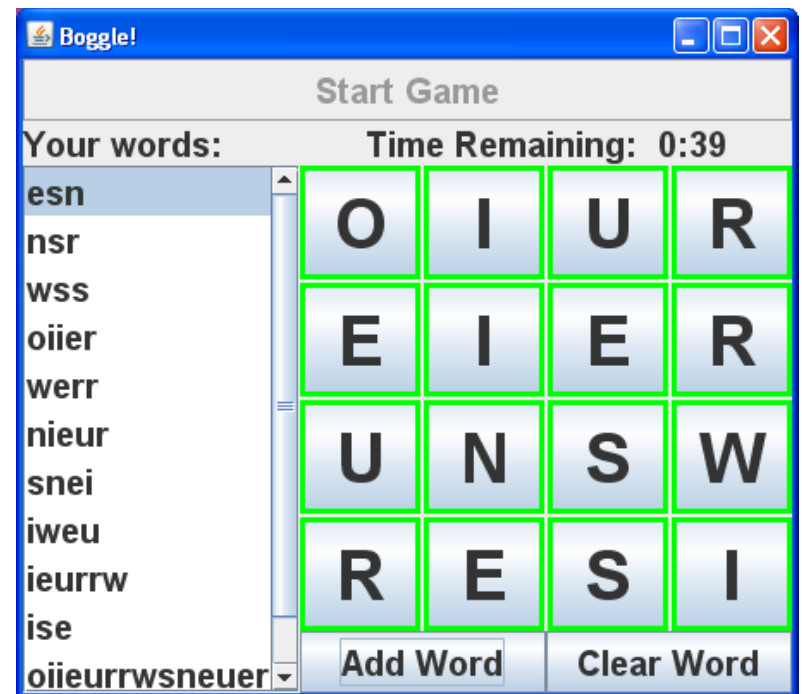 Boggle!
Start Game
Your words:
Time Remaining: 0:39
esn
nsr
wss
oiier
werr
nieur
snei
iweu
ieurrw
ise
oiieurrwsneuer
O I U R
E I E R
U N S W
R E S I
Add Word
Clear Word